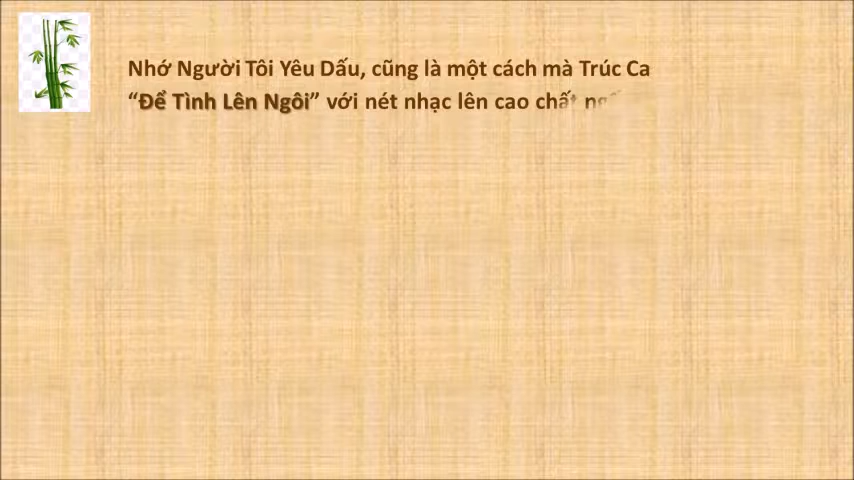 Nhớ Người Tôi Yêu Dấu, cũng là một cách mà Trúc Ca
“Để Tình Lên Ngôi” với nét nhạc lên cao chất